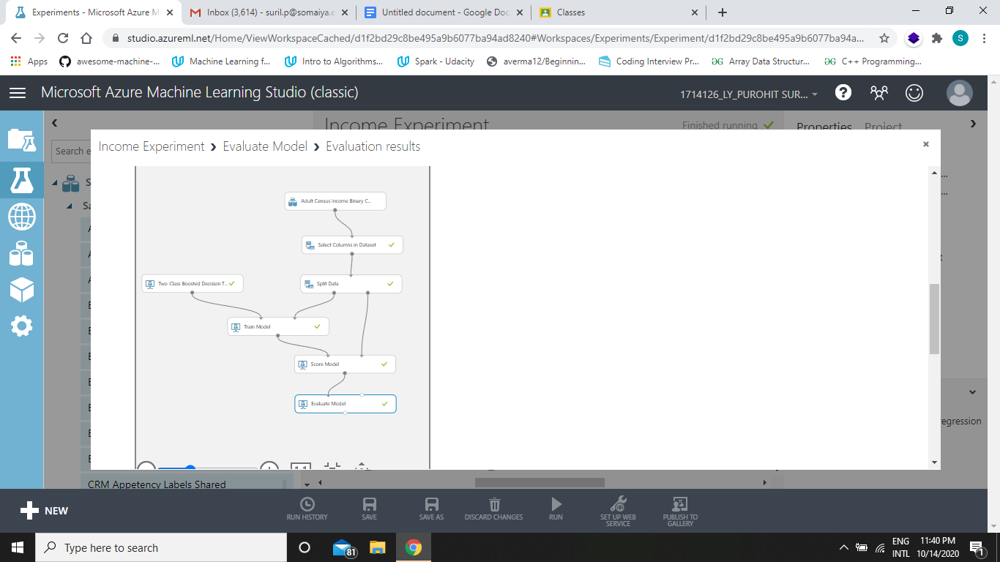 Experiments - Microsoft Azure M
Inbox (3,614) - suril.p@somaiya.e
Untitled document - Google Doc
Classes
studio.azureml.net/Home/ViewWorkspaceCached/d1f2bd29c8be495a9b6077ba94ad8240#Workspaces/Experiments/Experiment/d1f2bd29c8be495a9b6077ba94a...
S
Apps
awesome-machine-...
Machine Learning f...
Intro to Algorithms...
Spark - Udacity
averma12/Beginnin...
Coding Interview Pr...
Array Data Structur...
C++ Programming...
Microsoft Azure Machine Learning Studio (classic)
1714126_LY_PUROHIT SUR...
Income Experiment
Finished running
Properties Project
Search e
Income Experiment > Evaluate Model > Evaluation results
Adult Census Income Binary C...
Select Columns in Dataset
Two-Class Boosted Decision T...
Split Data
Train Model
Score Model
Evaluate Model
egression
CRM Appetency Labels Shared
NEW
RUN HISTORY
SAVE
SAVE AS
DISCARD CHANGES
RUN
SET UP WEB
SERVICE
PUBLISH TO
GALLERY
Type here to search
81
ENG
INTL
11:40 PM
10/14/2020
1